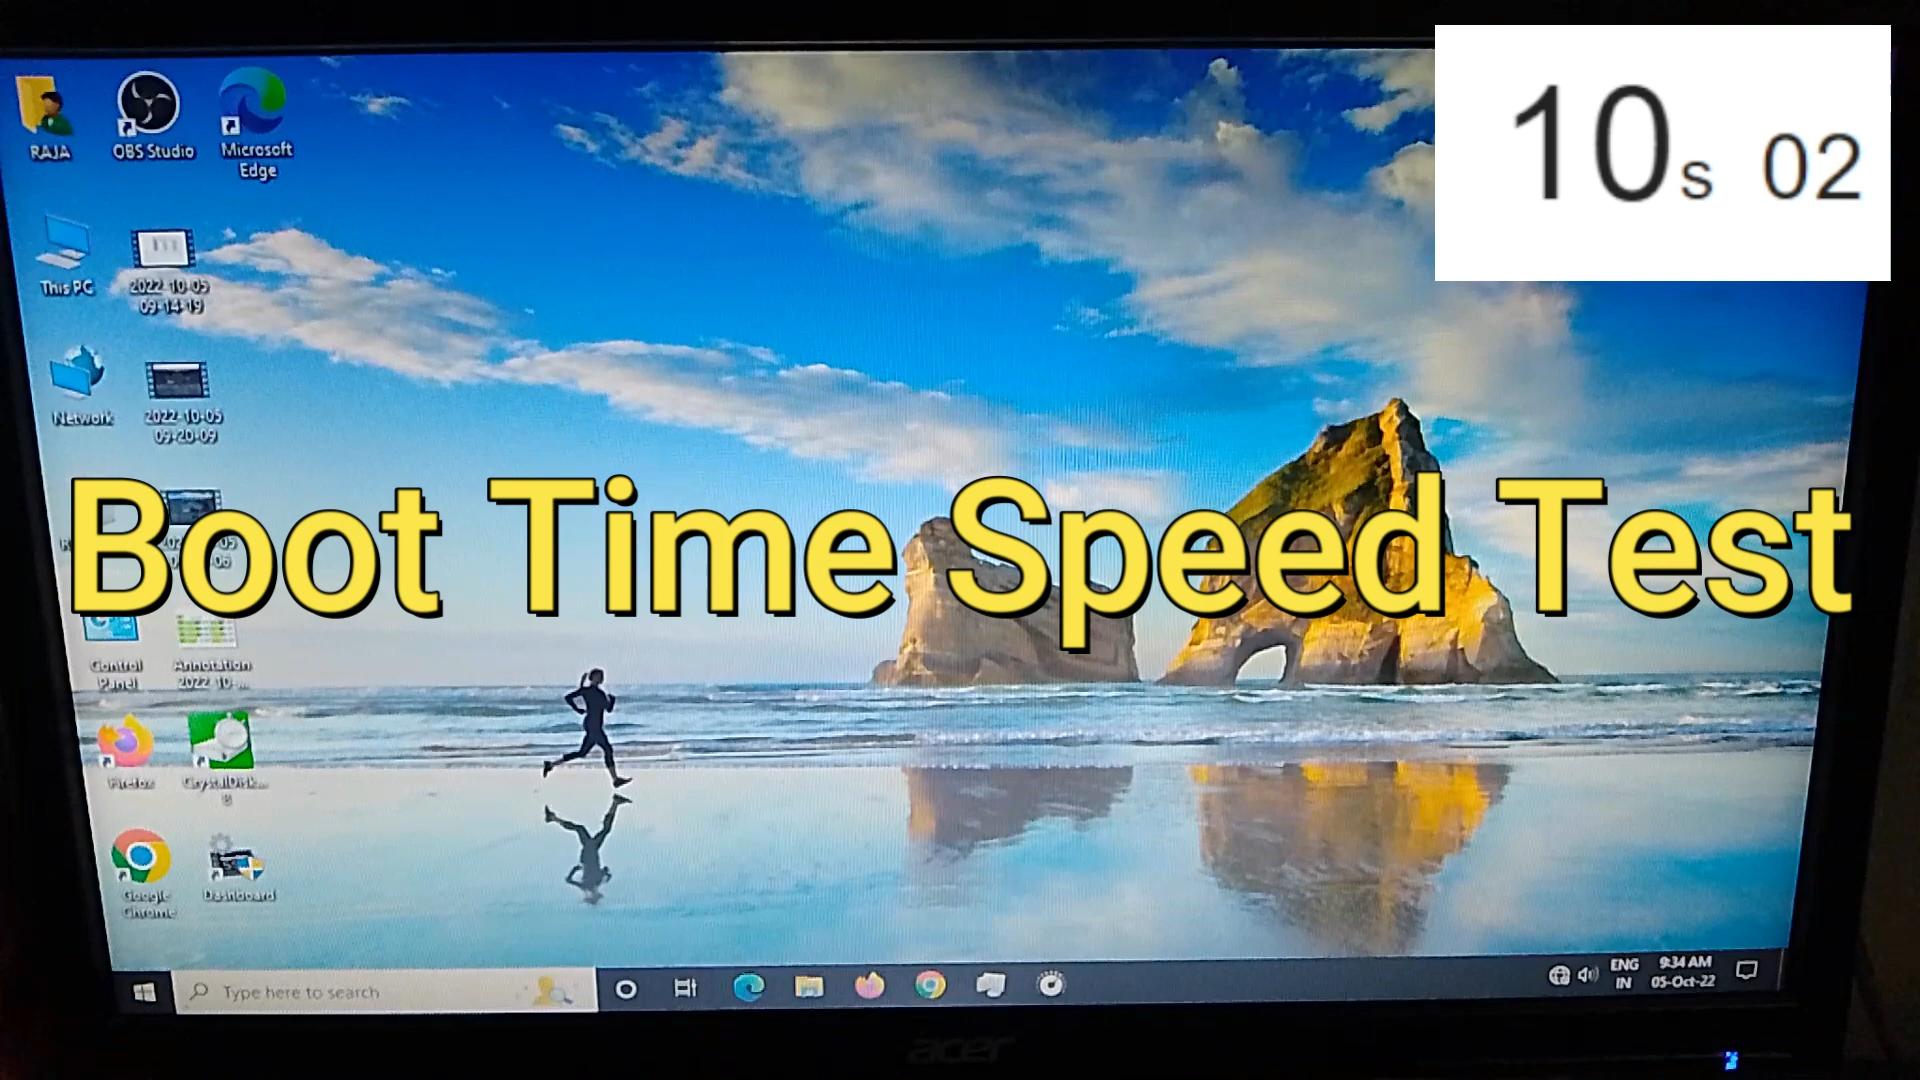 10s 02
RAJA
OBS Studio
Microsoft
Edge
This PC
2022-10-05
09-14-19
Network
2022-10-05
09-20-09
Boot Time Speed Test
Control
Panel
Annotation
2022-10-...
Firefox
CrystalDisk...
8
Google
Chrome
Dashboard
Type here to search
ENG
IN
9:34 AM
05-Oct-22
acer